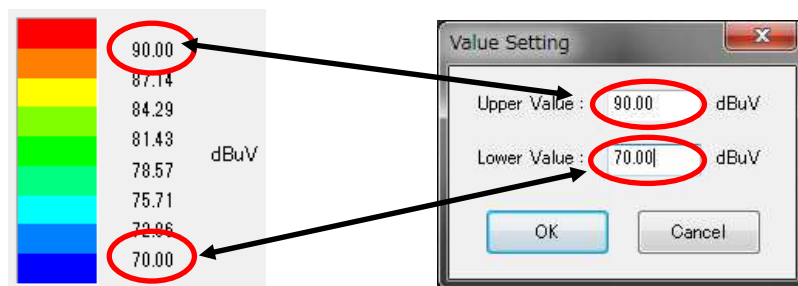 90.00
87.14
84.29
81.43
dBuV
78.57
75.71
72.86
70.00
Value Setting
Upper Value : 90.00 dBuV
Lower Value : 70.00 dBuV
OK Cancel